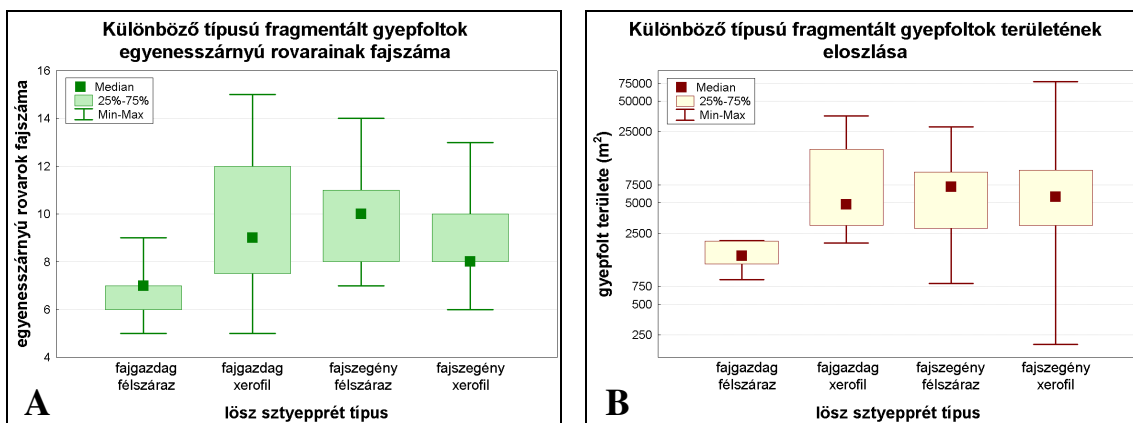 Különböző típusú fragmentált gyepfoltok
egyenesszárnyú rovarainak fajszáma
egyenesszárnyú rovarok fajszáma
16
14
12
10
8
6
4
Median
25%-75%
Min-Max
fajgazdag
félszáraz
fajgazdag
xerofil
fajszegény
félszáraz
fajszegény
xerofil
lösz sztyepprét típus
A
Különböző típusú fragmentált gyepfoltok területének
eloszlása
gyepfolt területe (m²)
75000
50000
25000
7500
5000
2500
750
500
250
Median
25%-75%
Min-Max
fajgazdag
félszáraz
fajgazdag
xerofil
fajszegény
félszáraz
fajszegény
xerofil
lösz sztyepprét típus
B